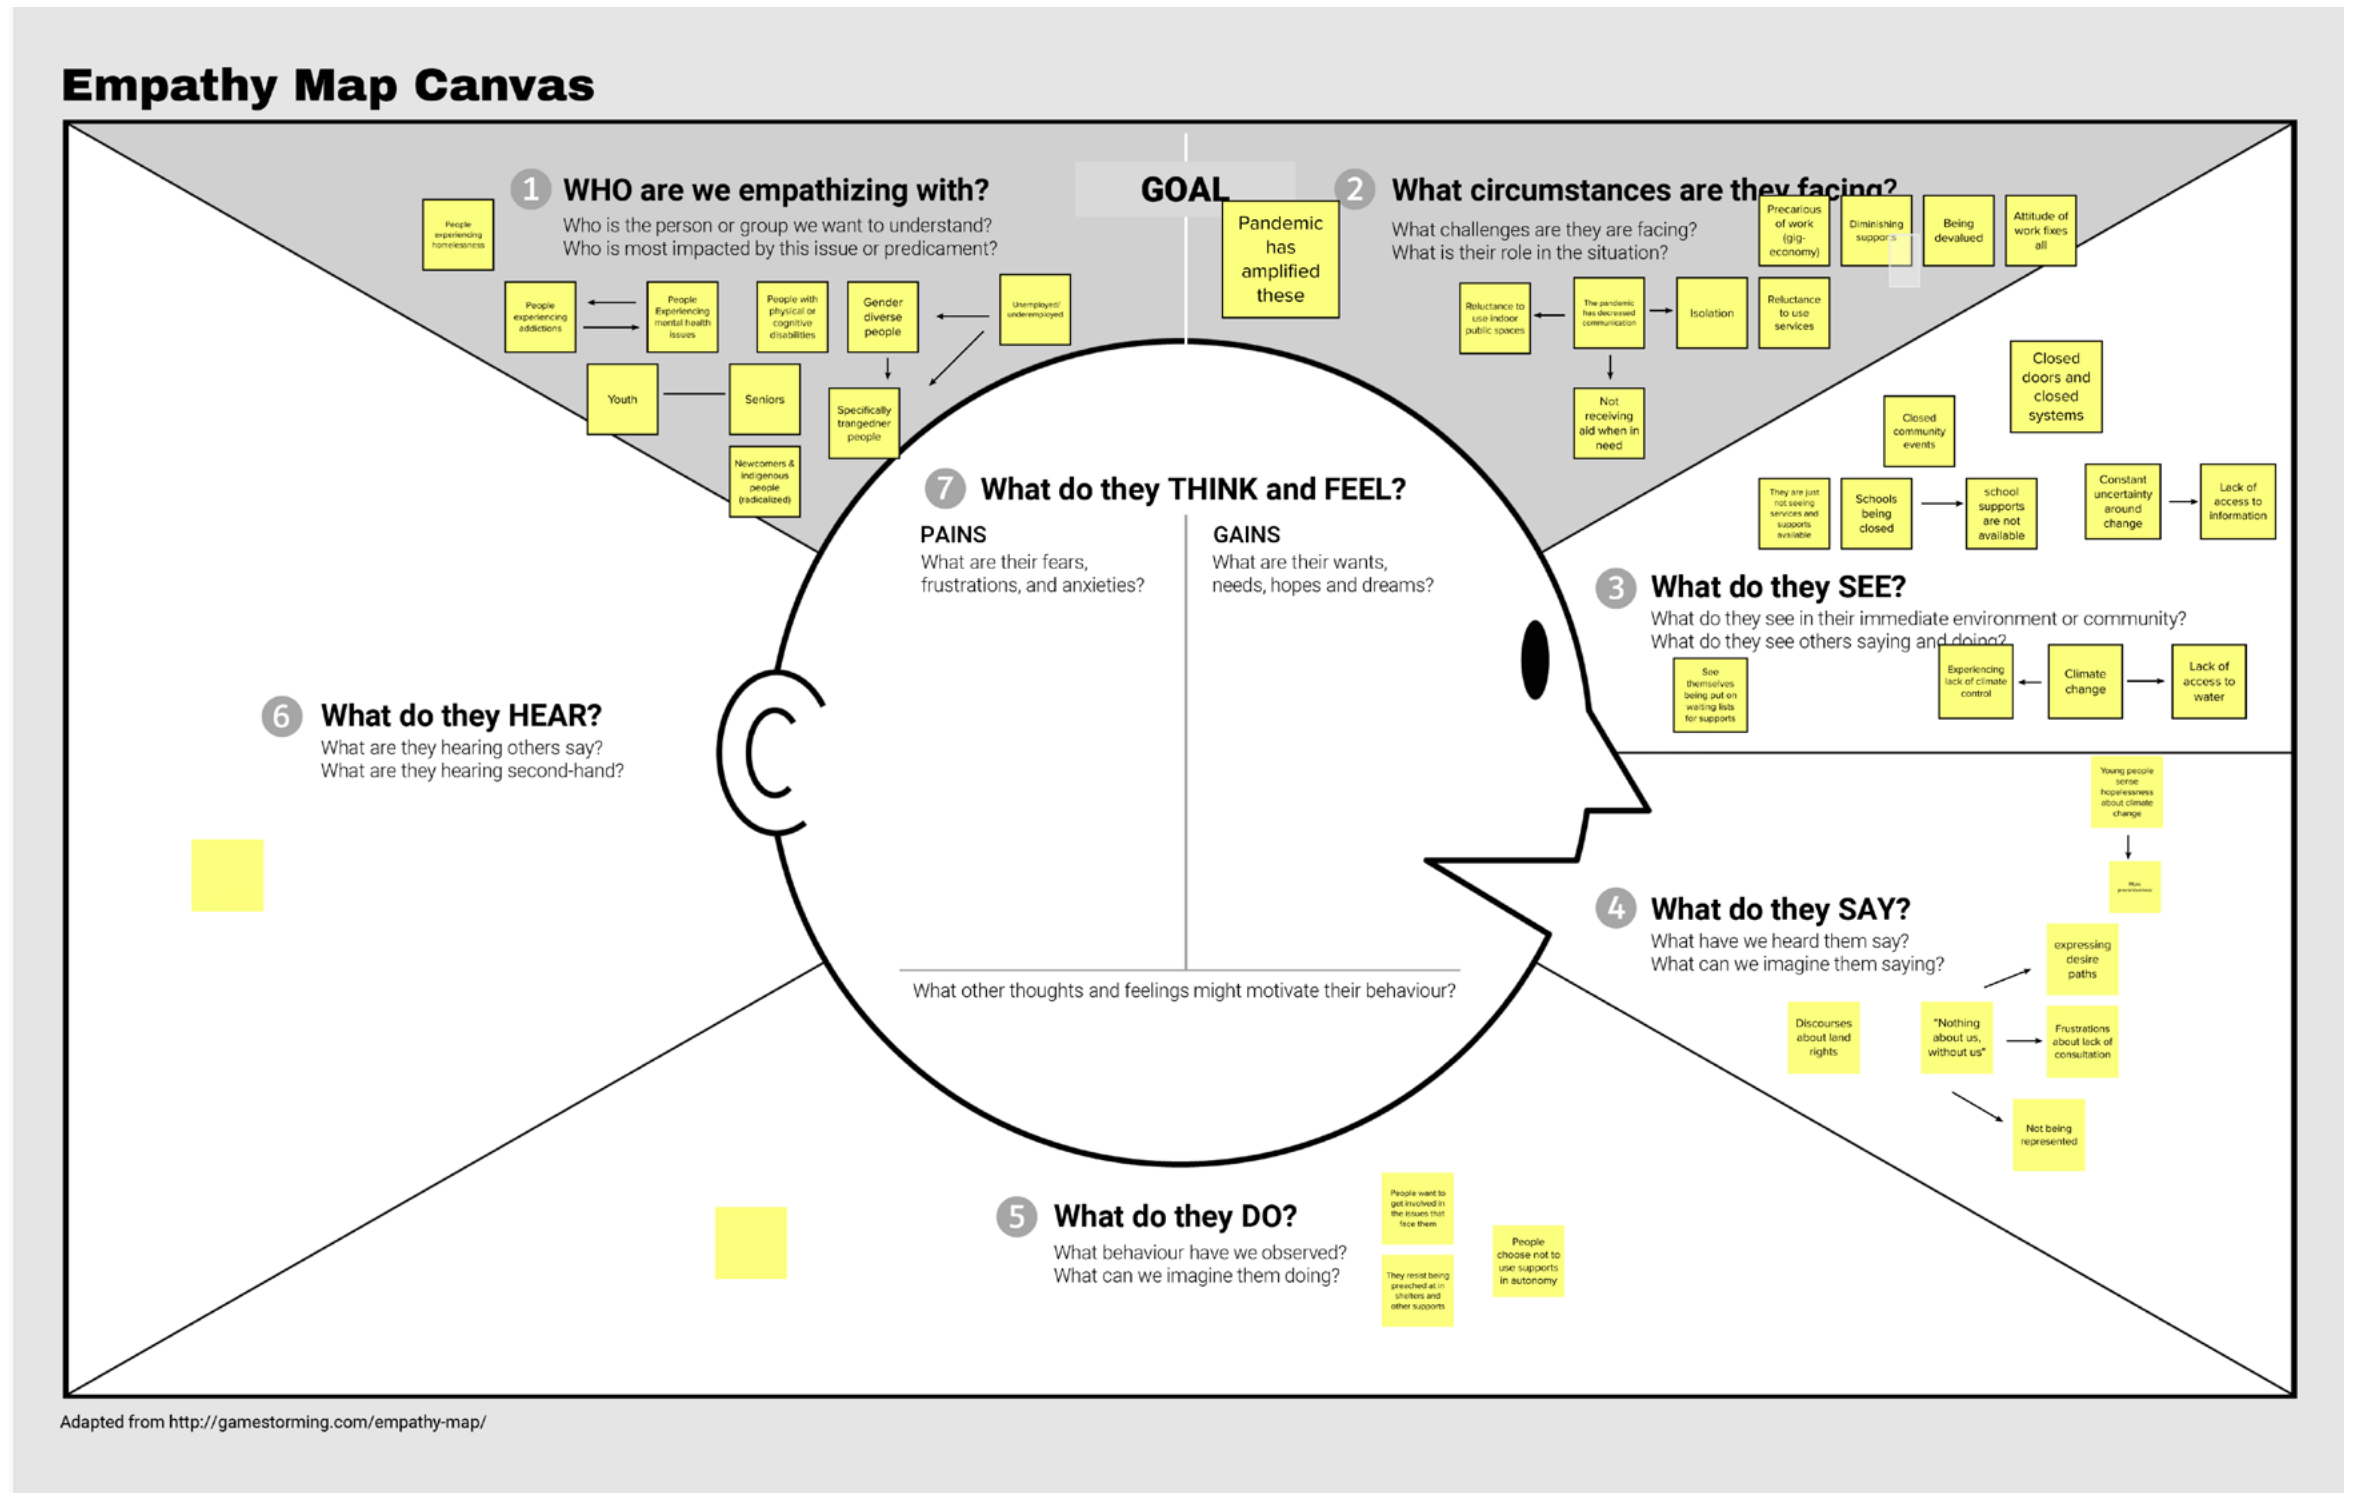 Empathy Map Canvas
1
WHO are we empathizing with?
Who is the person or group we want to understand?
Who is most impacted by this issue or predicament?
People
experiencing
homelessness
People
experiencing
addictions
People
Experiencing
mental health
issues
People with
physical or
cognitive
disabilities
Gender
diverse
people
Unemployed/
underemployed
Youth
Seniors
Specifically
trangedner
people
Newcomers &
Indigenous
people
(radicalized)
GOAL
Pandemic
has
amplified
these
2
What circumstances are they facing?
What challenges are they are facing?
What is their role in the situation?
Precarious
of work
(gig-
economy)
Diminishing
supports
Being
devalued
Attitude of
work fixes
all
Reluctance to
use indoor
public spaces
The pandemic
has decreased
communication
Isolation
Reluctance
to use
services
Not
receiving
aid when in
need
Closed
doors and
closed
systems
Closed
community
events
They are just
not seeing
services and
supports
available
Schools
being
closed
school
supports
are not
available
Constant
uncertainty
around
change
Lack of
access to
information
3
What do they SEE?
What do they see in their immediate environment or community?
What do they see others saying and doing?
See
themselves
being put on
waiting lists
for supports
Experiencing
lack of climate
control
Climate
change
Lack of
access to
water
Young people
sense
hopelessness
about climate
change
4
What do they SAY?
What have we heard them say?
What can we imagine them saying?
expressing
desire
paths
Discourses
about land
rights
"Nothing
about us,
without us"
Frustrations
about lack of
consultation
Not being
represented
5
What do they DO?
What behaviour have we observed?
What can we imagine them doing?
People want to
get involved in
the issues that
face them
They resist being
preached at in
shelters and
other supports
People
choose not to
use supports
in autonomy
6
What do they HEAR?
What are they hearing others say?
What are they hearing second-hand?
7
What do they THINK and FEEL?
PAINS
What are their fears,
frustrations, and anxieties?
GAINS
What are their wants,
needs, hopes and dreams?
What other thoughts and feelings might motivate their behaviour?
Adapted from http://gamestorming.com/empathy-map/